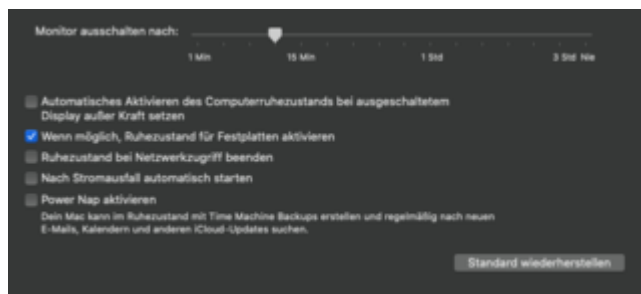 Monitor ausschalten nach:
1 Min 15 Min 1 Std 3 Std Nie
Automatisches Aktivieren des Computerruhezustands bei ausgeschaltetem
Display außer Kraft setzen
Wenn möglich, Ruhezustand für Festplatten aktivieren
Ruhezustand bei Netzwerkzugriff beenden
Nach Stromausfall automatisch starten
Power Nap aktivieren
Dein Mac kann im Ruhezustand mit Time Machine Backups erstellen und regelmäßig nach neuen
E-Mails, Kalendern und anderen iCloud-Updates suchen.
Standard wiederherstellen